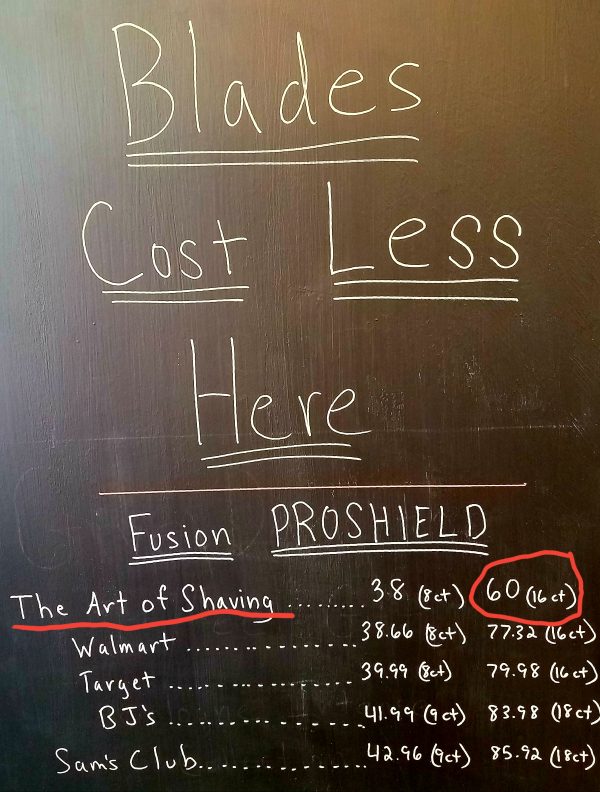 Blades
Cost Less
Here
Fusion PROSHIELD
The Art of Shaving ......... 38 (8ct) 60 (16ct)
Walmart .................. 38.66 (8ct) 77.32 (16ct)
Target .................. 39.99 (8ct) 79.98 (16ct)
BJ's .................. 41.99 (9ct) 83.98 (18ct)
Sam's Club.................. 42.96 (9ct) 85.92 (18ct)